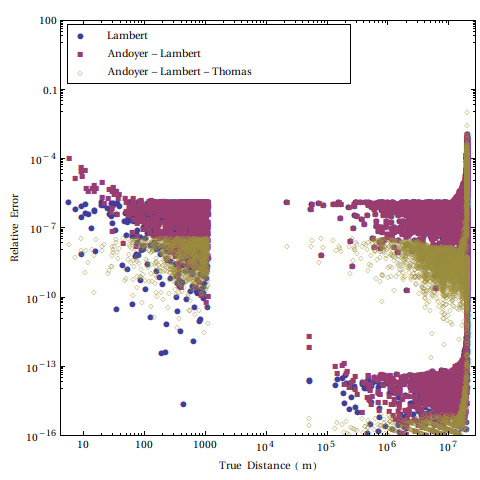 100
Lambert
Andoyer – Lambert
Andoyer – Lambert – Thomas
0.1
10^-4
Relative Error
10^-7
10^-10
10^-13
10^-16
10 100 1000 10^4 10^5 10^6 10^7
True Distance ( m)